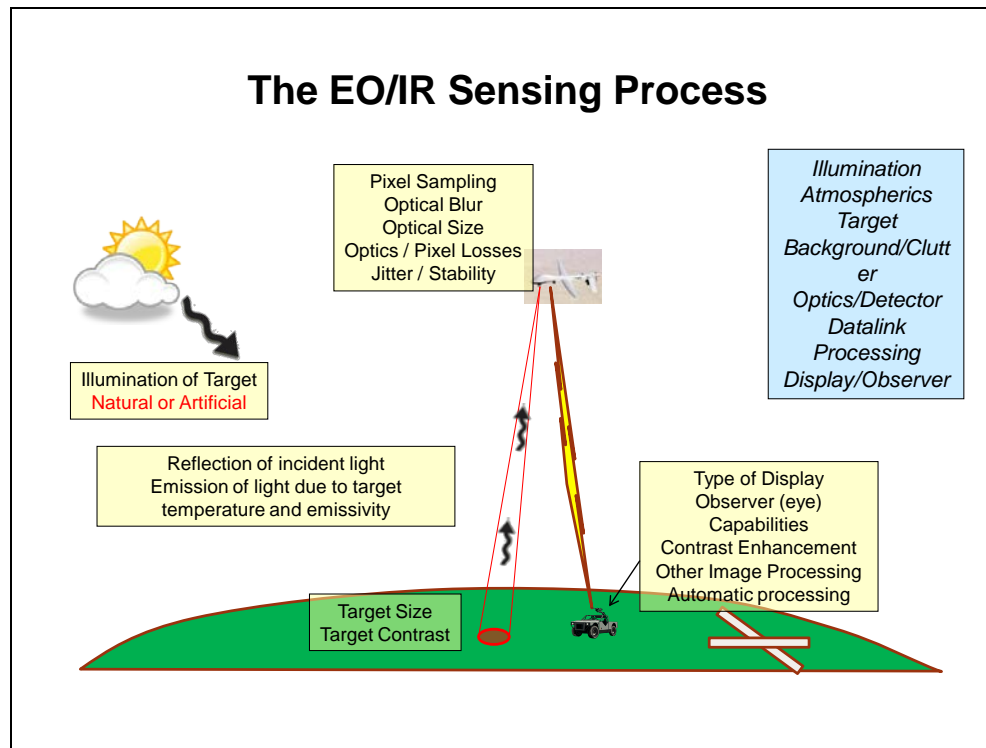 The EO/IR Sensing Process
Pixel Sampling
Optical Blur
Optical Size
Optics / Pixel Losses
Jitter / Stability
Illumination
Atmospherics
Target
Background/Clutt
er
Optics/Detector
Datalink
Processing
Display/Observer
Illumination of Target
Natural or Artificial
Reflection of incident light
Emission of light due to target
temperature and emissivity
Type of Display
Observer (eye)
Capabilities
Contrast Enhancement
Other Image Processing
Automatic processing
Target Size
Target Contrast